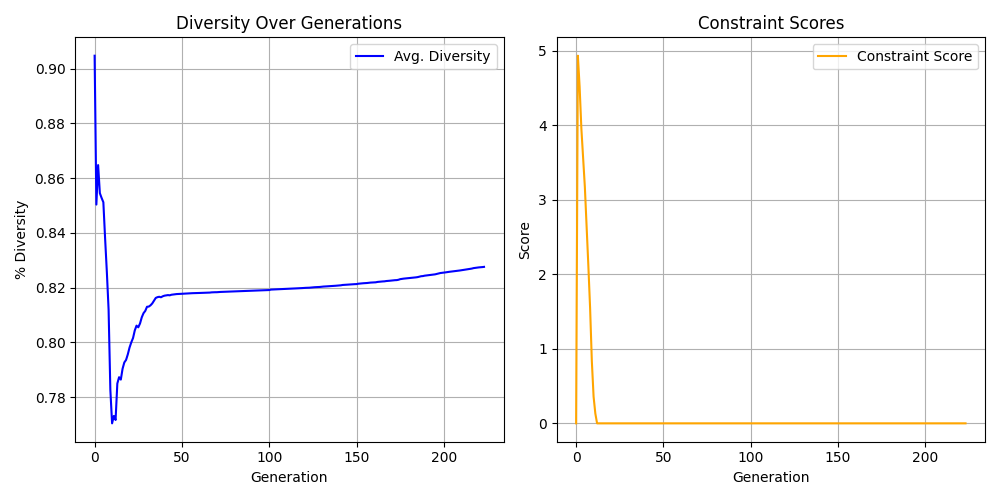 Diversity Over Generations
Avg. Diversity
% Diversity
0.90
0.88
0.86
0.84
0.82
0.80
0.78
0 50 100 150 200
Generation
Constraint Scores
Constraint Score
Score
5
4
3
2
1
0
0 50 100 150 200
Generation